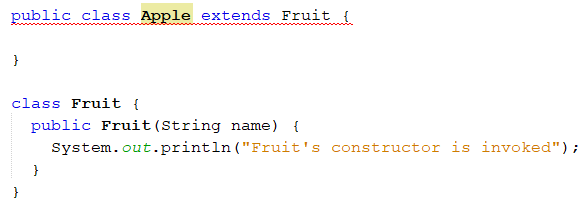 public class Apple extends Fruit {
}
class Fruit {
public Fruit(String name) {
System.out.println("Fruit's constructor is invoked");
}
}